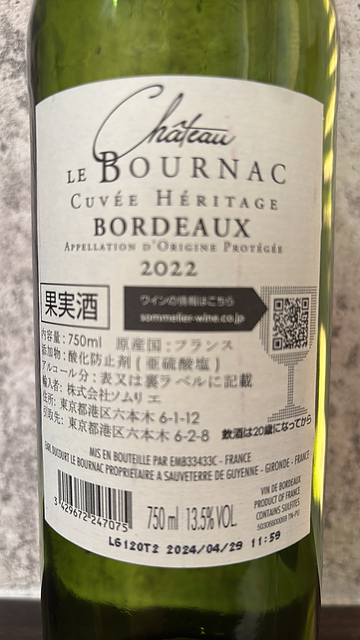 Château
LE BOURNAC
CUVÉE HÉRITAGE
BORDEAUX
APPELLATION D'ORIGINE PROTÉGÉE
2022
果実酒
ワインの情報はこちら
sommelier-wine.co.jp
内容量:750ml 原産国:フランス
添加物:酸化防止剤(亜硫酸塩)
アルコール分:表又は裏ラベルに記載
輸入者:株式会社ソムリエ
住所:東京都港区六本木 6-1-12
引取先:東京都港区六本木 6-2-8
飲酒は20歳になってから
MIS EN BOUTEILLE PAR EMB33433C - FRANCE
DUCOURT LE BOURNAC PROPRIETAIRE A SAUVETERRE DE GUYENNE - GIRONDE - FRANCE
VIN DE BORDEAUX
PRODUCT OF FRANCE
CONTAINS SULFITES
3 429672 247075
750 ml 13.5% VOL.
L6120T2 2024/04/29 11:59